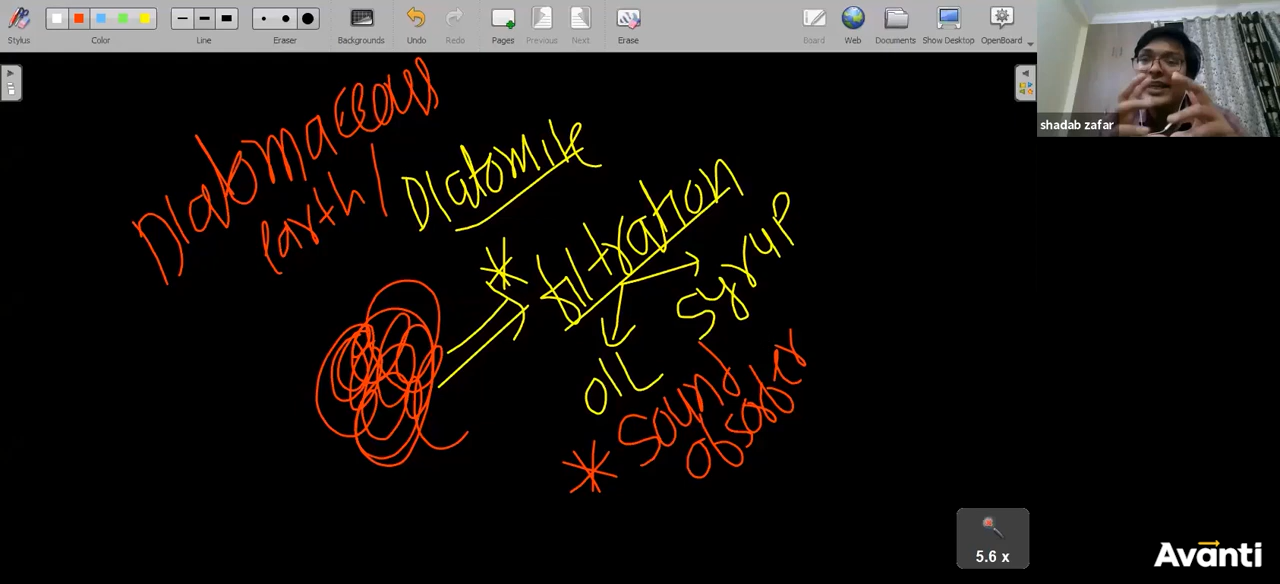 Stylus
Color
Line
Eraser
Backgrounds
Undo
Redo
Pages
Previous
Next
Erase
Board
Web
Documents
Show Desktop
OpenBoard
shadab zafar
Diatomaceous
earth /
Diatomite
* filtration
syrup
oil
* Sound
absorber
5.6 x
Avanti